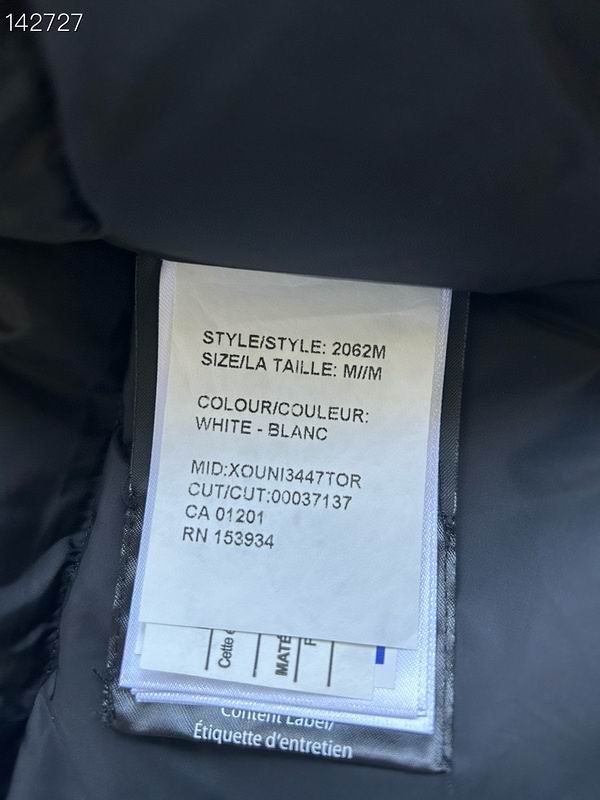 142727
STYLE/STYLE: 2062M
SIZE/LA TAILLE: M//M
COLOUR/COULEUR:
WHITE - BLANC
MID:XOUNI3447TOR
CUT/CUT:00037137
CA 01201
RN 153934
Cette
MATÉ
Content Label/
Étiquette d'entretien